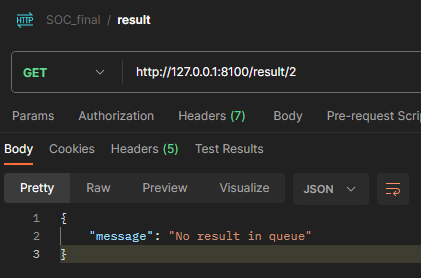 HTTP SOC_final / result
GET http://127.0.0.1:8100/result/2
Params Authorization Headers (7) Body Pre-request Scri
Body Cookies Headers (5) Test Results
Pretty Raw Preview Visualize JSON
1 {
2 "message": "No result in queue"
3 }